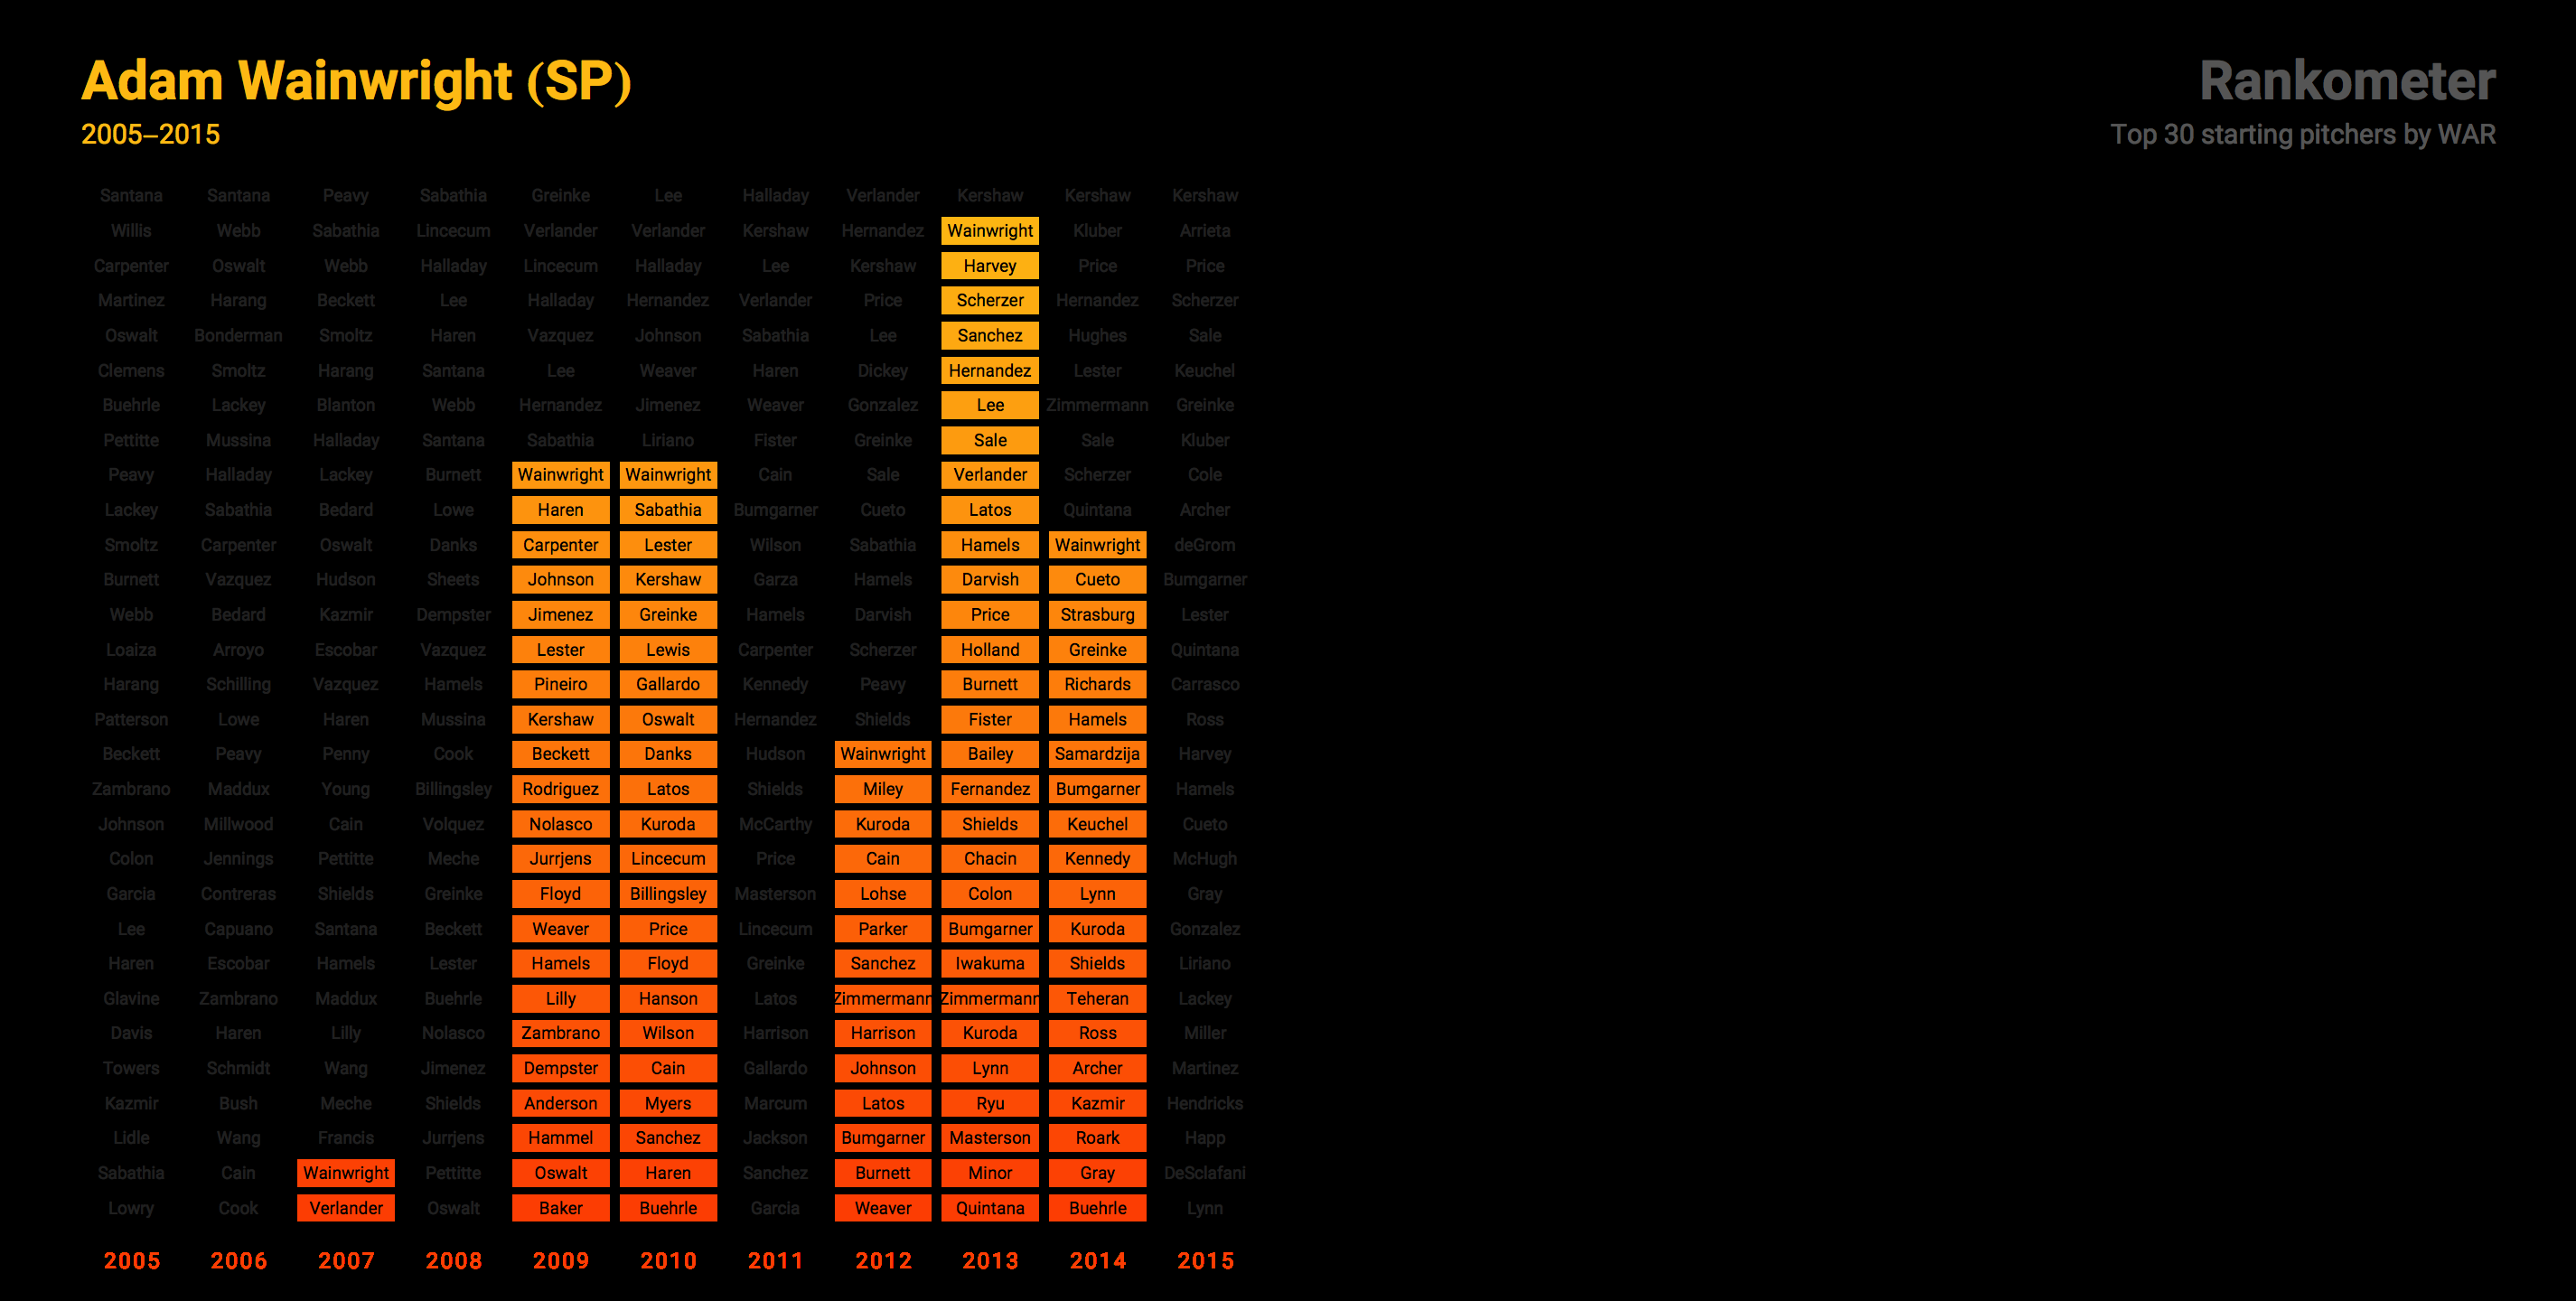 Adam Wainwright (SP)
2005–2015
Rankometer
Top 30 starting pitchers by WAR
Santana Santana Peavy Sabathia Greinke Lee Halladay Verlander Kershaw Kershaw Kershaw
Willis Webb Sabathia Lincecum Verlander Verlander Kershaw Hernandez Wainwright Kluber Arrieta
Carpenter Oswalt Webb Halladay Lincecum Halladay Lee Kershaw Harvey Price Price
Martinez Harang Beckett Lee Halladay Hernandez Verlander Price Scherzer Hernandez Scherzer
Oswalt Bonderman Smoltz Haren Vazquez Johnson Sabathia Lee Sanchez Hughes Sale
Clemens Smoltz Harang Santana Lee Weaver Haren Dickey Hernandez Lester Keuchel
Buehrle Lackey Blanton Webb Hernandez Jimenez Weaver Gonzalez Lee Zimmermann Greinke
Pettitte Mussina Halladay Santana Sabathia Liriano Fister Greinke Sale Sale Kluber
Peavy Halladay Lackey Burnett Wainwright Wainwright Cain Sale Verlander Scherzer Cole
Lackey Sabathia Bedard Lowe Haren Sabathia Bumgarner Cueto Latos Quintana Archer
Smoltz Carpenter Oswalt Danks Carpenter Lester Wilson Sabathia Hamels Wainwright deGrom
Burnett Vazquez Hudson Sheets Johnson Kershaw Garza Hamels Darvish Cueto Bumgarner
Webb Bedard Kazmir Dempster Jimenez Greinke Hamels Darvish Price Strasburg Lester
Loaiza Arroyo Escobar Vazquez Lester Lewis Carpenter Scherzer Holland Greinke Quintana
Harang Schilling Vazquez Hamels Pineiro Gallardo Kennedy Peavy Burnett Richards Carrasco
Patterson Lowe Haren Mussina Kershaw Oswalt Hernandez Shields Fister Hamels Ross
Beckett Peavy Penny Cook Beckett Danks Hudson Wainwright Bailey Samardzija Harvey
Zambrano Maddux Young Billingsley Rodriguez Latos Shields Miley Fernandez Bumgarner Hamels
Johnson Millwood Cain Volquez Nolasco Kuroda McCarthy Kuroda Shields Keuchel Cueto
Colon Jennings Pettitte Meche Jurrjens Lincecum Price Cain Chacin Kennedy McHugh
Garcia Contreras Shields Greinke Floyd Billingsley Masterson Lohse Colon Lynn Gray
Lee Capuano Santana Beckett Weaver Price Lincecum Parker Bumgarner Kuroda Gonzalez
Haren Escobar Hamels Lester Hamels Floyd Greinke Sanchez Iwakuma Shields Liriano
Glavine Zambrano Maddux Buehrle Lilly Hanson Latos Zimmermann Zimmermann Teheran Lackey
Davis Haren Lilly Nolasco Zambrano Wilson Harrison Harrison Kuroda Ross Miller
Towers Schmidt Wang Jimenez Dempster Cain Gallardo Johnson Lynn Archer Martinez
Kazmir Bush Meche Shields Anderson Myers Marcum Latos Ryu Kazmir Hendricks
Lidle Wang Francis Jurrjens Hammel Sanchez Jackson Bumgarner Masterson Roark Happ
Sabathia Cain Wainwright Pettitte Oswalt Haren Sanchez Burnett Minor Gray DeSclafani
Lowry Cook Verlander Oswalt Baker Buehrle Garcia Weaver Quintana Buehrle Lynn
2005 2006 2007 2008 2009 2010 2011 2012 2013 2014 2015